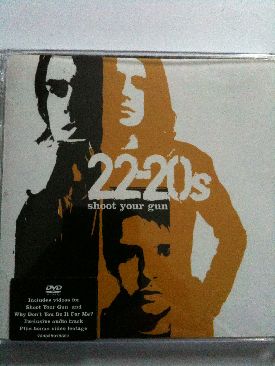 22-20s
shoot your gun
DVD
Includes videos for
Shoot Your Gun and
Why Don't You Do It For Me?
Exclusive audio track
Plus bonus video footage